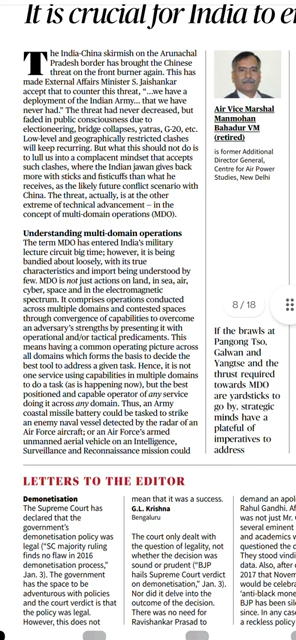 It is crucial for India to e
The India-China skirmish on the Arunachal
Pradesh border has brought the Chinese
threat on the front burner again. This has
made External Affairs Minister S. Jaishankar
accept that to counter this threat, “...we have a
deployment of the Indian Army... that we
have never had.” The threat had never decreased, but
faded in public consciousness due to
electioneering, bridge collapses, yatras, G-20, etc.
Low-level and geographically restricted clashes
will keep recurring. But what this should not do is
to lull us into a complacent mindset that accepts
such clashes, where the Indian jawan gives back
more with sticks and fisticuffs than what he
receives, as the likely future conflict scenario with
China. The threat, actually, is at the other
extreme of technical advancement – in the
concept of multi-domain operations (MDO).
Understanding multi-domain operations
The term MDO has entered India’s military
lecture circuit big time; however, it is being
bandied about loosely, with its true
characteristics and import being understood by
few. MDO is not just actions on land, in sea, air,
cyber, space and in the electromagnetic
spectrum. It comprises operations conducted
across multiple domains and contested spaces
through convergence of capabilities to overcome
an adversary’s strengths by presenting it with
operational and/or tactical predicaments. This
means having a common operating picture across
all domains which forms the basis to decide the
best tool to address a given task. Hence, it is not
one service using capabilities in multiple domains
to do a task (as is happening now), but the best
positioned and capable operator of any service
doing it across any domain. Thus, an Army
coastal missile battery could be tasked to strike
an enemy naval vessel detected by the radar of an
Air Force aircraft; or an Air Force’s armed
unmanned aerial vehicle on an Intelligence,
Surveillance and Reconnaissance mission could
Air Vice Marshal
Manmohan
Bahadur VM
(retired)
is former Additional
Director General,
Centre for Air Power
Studies, New Delhi
8 / 18
If the brawls at
Pangong Tso,
Galwan and
Yangtse and the
thrust required
towards MDO
are yardsticks to
go by, strategic
minds have a
plateful of
imperatives to
address
LETTERS TO THE EDITOR
Demonetisation
The Supreme Court has
declared that the
government’s
demonetisation policy was
legal (“SC majority ruling
finds no flaw in 2016
demonetisation process,”
Jan. 3). The government
has the space to be
adventurous with policies
and the court verdict is that
the policy was legal.
However, this does not
mean that it was a success.
G.L. Krishna
Bengaluru
The court only dealt with
the question of legality, not
whether the decision was
sound or prudent (“BJP
hails Supreme Court verdict
on demonetisation,” Jan. 3).
Nor did it delve into the
outcome of the decision.
There was no need for
Ravishankar Prasad to
demand an apol
Rahul Gandhi. Af
was not just Mr. G
several eminent
and academics w
questioned the d
They stood vindi
data. Also, after d
2017 that Novem
would be celebra
‘anti-black mone
BJP has been sile
since. In any case
a reckless policy